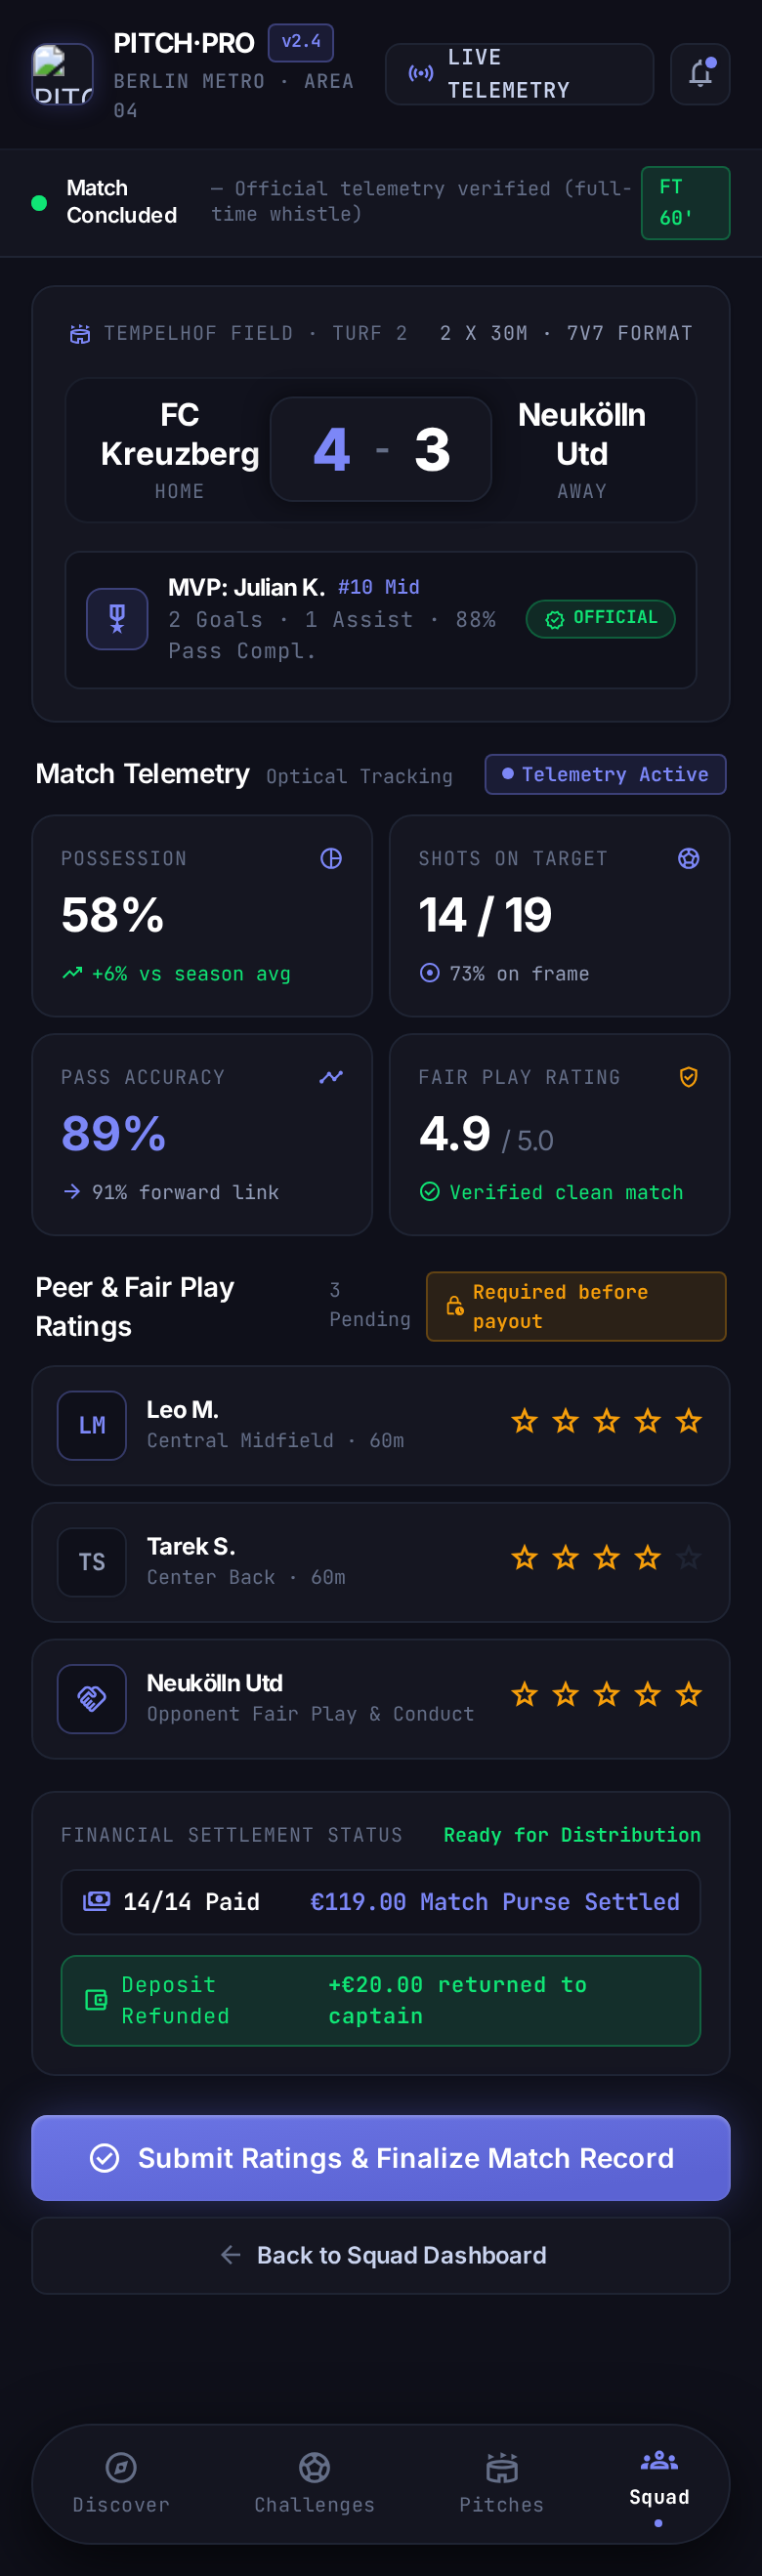 PITCH·PRO v2.4
BERLIN METRO · AREA
04
LIVE
TELEMETRY
Match
Concluded
— Official telemetry verified (full-
time whistle)
FT
60'
TEMPELHOF FIELD · TURF 2
2 X 30M · 7V7 FORMAT
FC
Kreuzberg
HOME
4 - 3
Neukölln
Utd
AWAY
MVP: Julian K. #10 Mid
2 Goals · 1 Assist · 88%
Pass Compl.
OFFICIAL
Match Telemetry Optical Tracking
Telemetry Active
POSSESSION
58%
+6% vs season avg
SHOTS ON TARGET
14 / 19
73% on frame
PASS ACCURACY
89%
91% forward link
FAIR PLAY RATING
4.9 / 5.0
Verified clean match
Peer & Fair Play
Ratings
3
Pending
Required before
payout
LM
Leo M.
Central Midfield · 60m
TS
Tarek S.
Center Back · 60m
Neukölln Utd
Opponent Fair Play & Conduct
FINANCIAL SETTLEMENT STATUS
Ready for Distribution
14/14 Paid
€119.00 Match Purse Settled
Deposit
Refunded
+€20.00 returned to
captain
Submit Ratings & Finalize Match Record
Back to Squad Dashboard
Discover
Challenges
Pitches
Squad